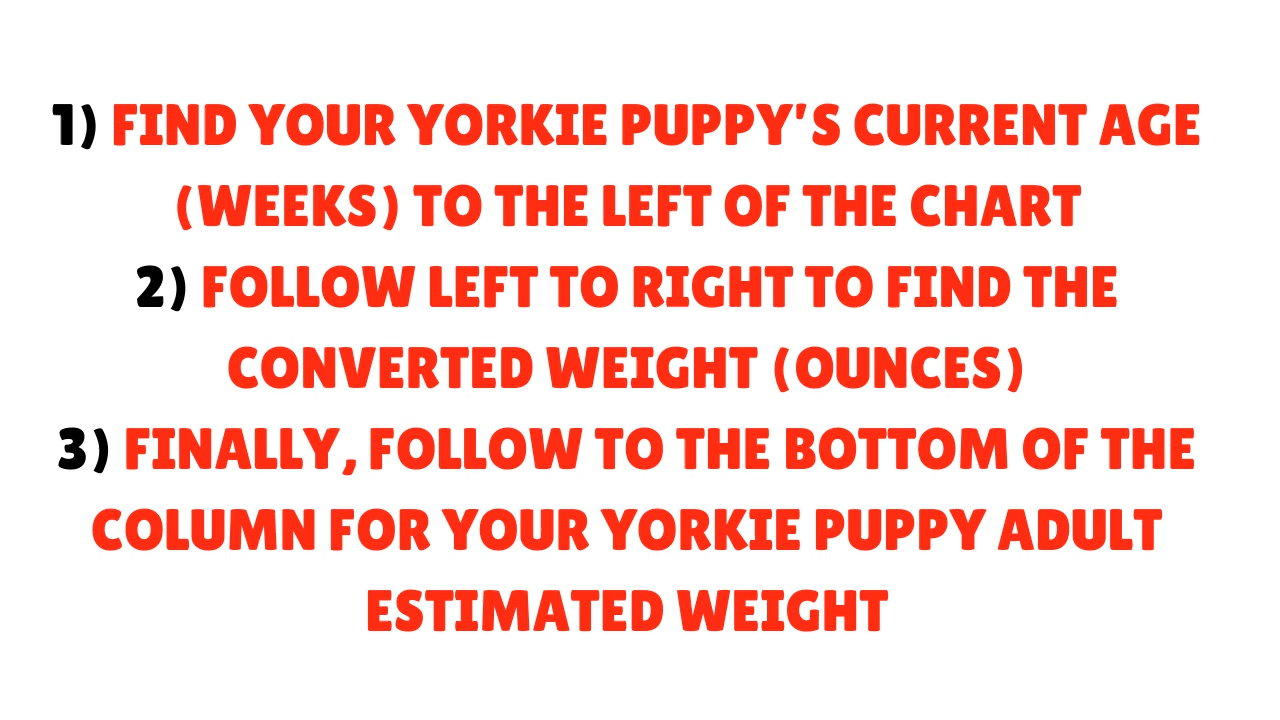 1) FIND YOUR YORKIE PUPPY'S CURRENT AGE
(WEEKS) TO THE LEFT OF THE CHART
2) FOLLOW LEFT TO RIGHT TO FIND THE
CONVERTED WEIGHT (OUNCES)
3) FINALLY, FOLLOW TO THE BOTTOM OF THE
COLUMN FOR YOUR YORKIE PUPPY ADULT
ESTIMATED WEIGHT